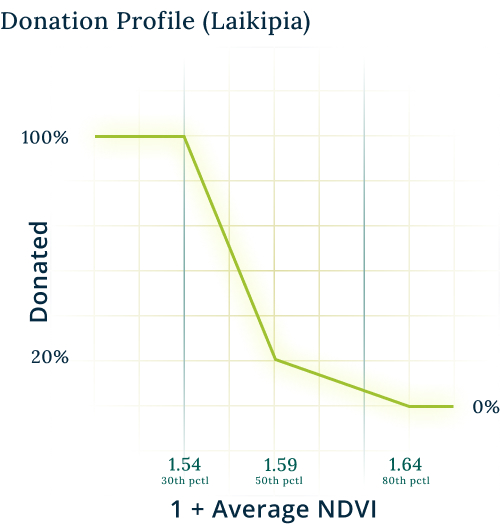 Donation Profile (Laikipia)
100%
Donated
20%
0%
1.54
30th pctl
1.59
50th pctl
1.64
80th pctl
1 + Average NDVI